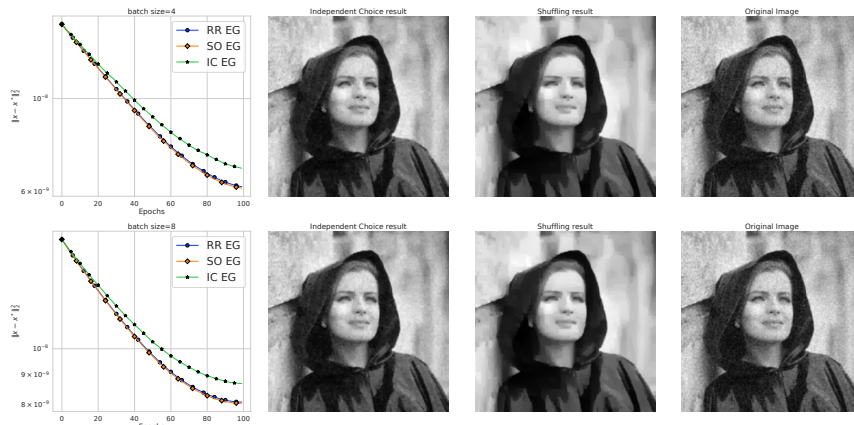 batch size=4
Independent Choice result
Shuffling result
Original Image
RR EG
SO EG
IC EG
10⁻⁸
6 × 10⁻⁹
‖x − x*‖²₂
0 20 40 60 80 100
Epochs
batch size=8
Independent Choice result
Shuffling result
Original Image
RR EG
SO EG
IC EG
10⁻⁸
9 × 10⁻⁹
8 × 10⁻⁹
‖x − x*‖²₂
0 20 40 60 80 100